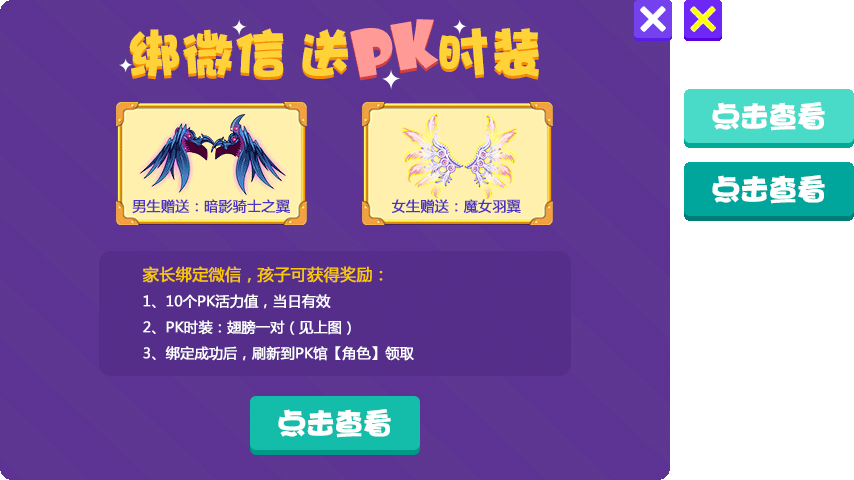 绑微信 送PK时装
男生赠送：暗影骑士之翼
女生赠送：魔女羽翼
家长绑定微信，孩子可获得奖励：
1、10个PK活力值，当日有效
2、PK时装：翅膀一对（见上图）
3、绑定成功后，刷新到PK馆【角色】领取
点击查看
点击查看
点击查看